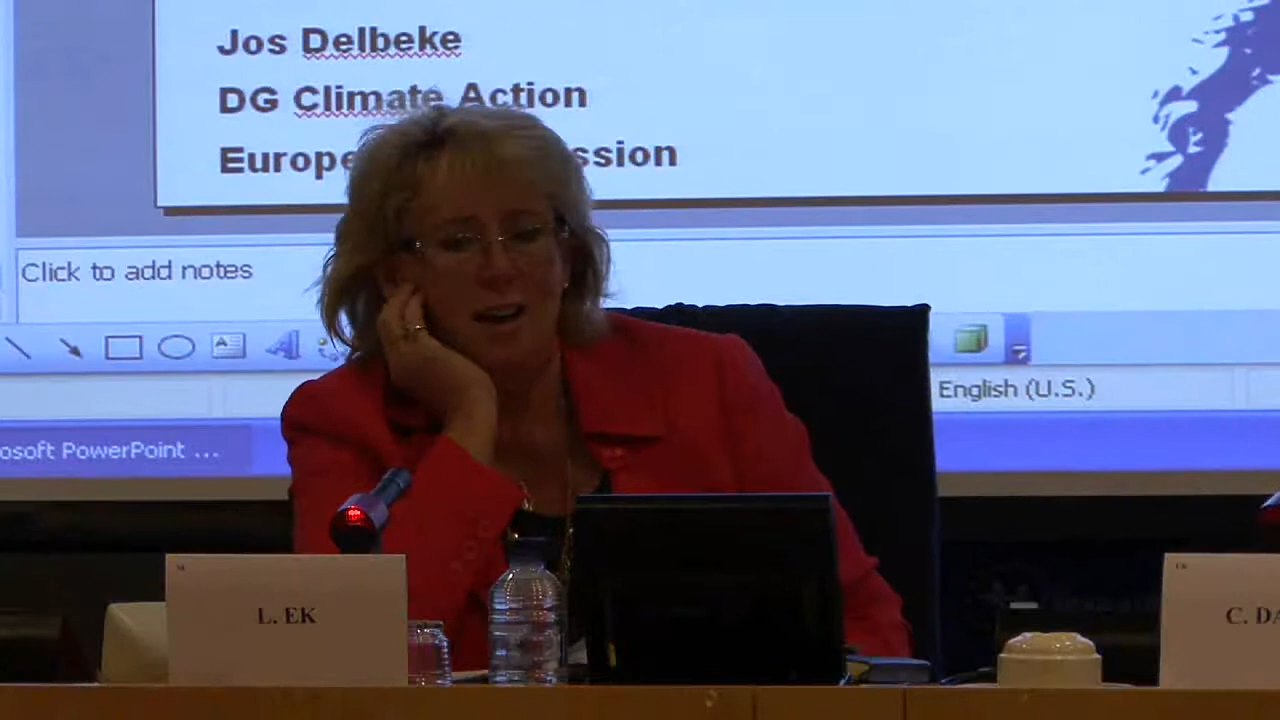 Jos Delbeke
DG Climate Action
Europe ssion
Click to add notes
English (U.S.)
osoft PowerPoint ...
L. EK
C. DA